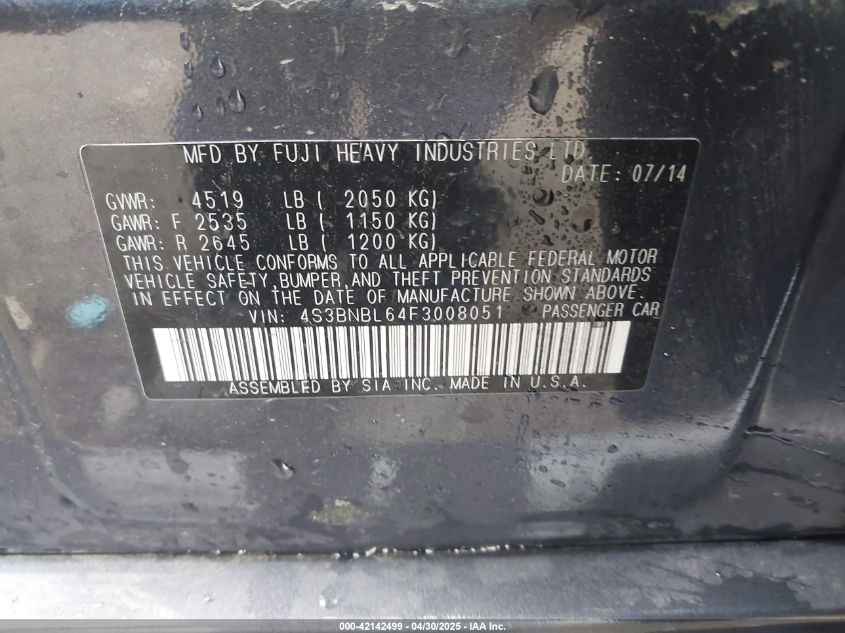 MFD BY FUJI HEAVY INDUSTRIES LTD
DATE: 07/14
GVWR: 4519 LB ( 2050 KG)
GAWR: F 2535 LB ( 1150 KG)
GAWR: R 2645 LB ( 1200 KG)
THIS VEHICLE CONFORMS TO ALL APPLICABLE FEDERAL MOTOR
VEHICLE SAFETY, BUMPER, AND THEFT PREVENTION STANDARDS
IN EFFECT ON THE DATE OF MANUFACTURE SHOWN ABOVE.
VIN: 4S3BNBL64F3008051 PASSENGER CAR
ASSEMBLED BY SIA INC. MADE IN U.S.A.
000-42142499 - 04/30/2025 - IAA Inc.